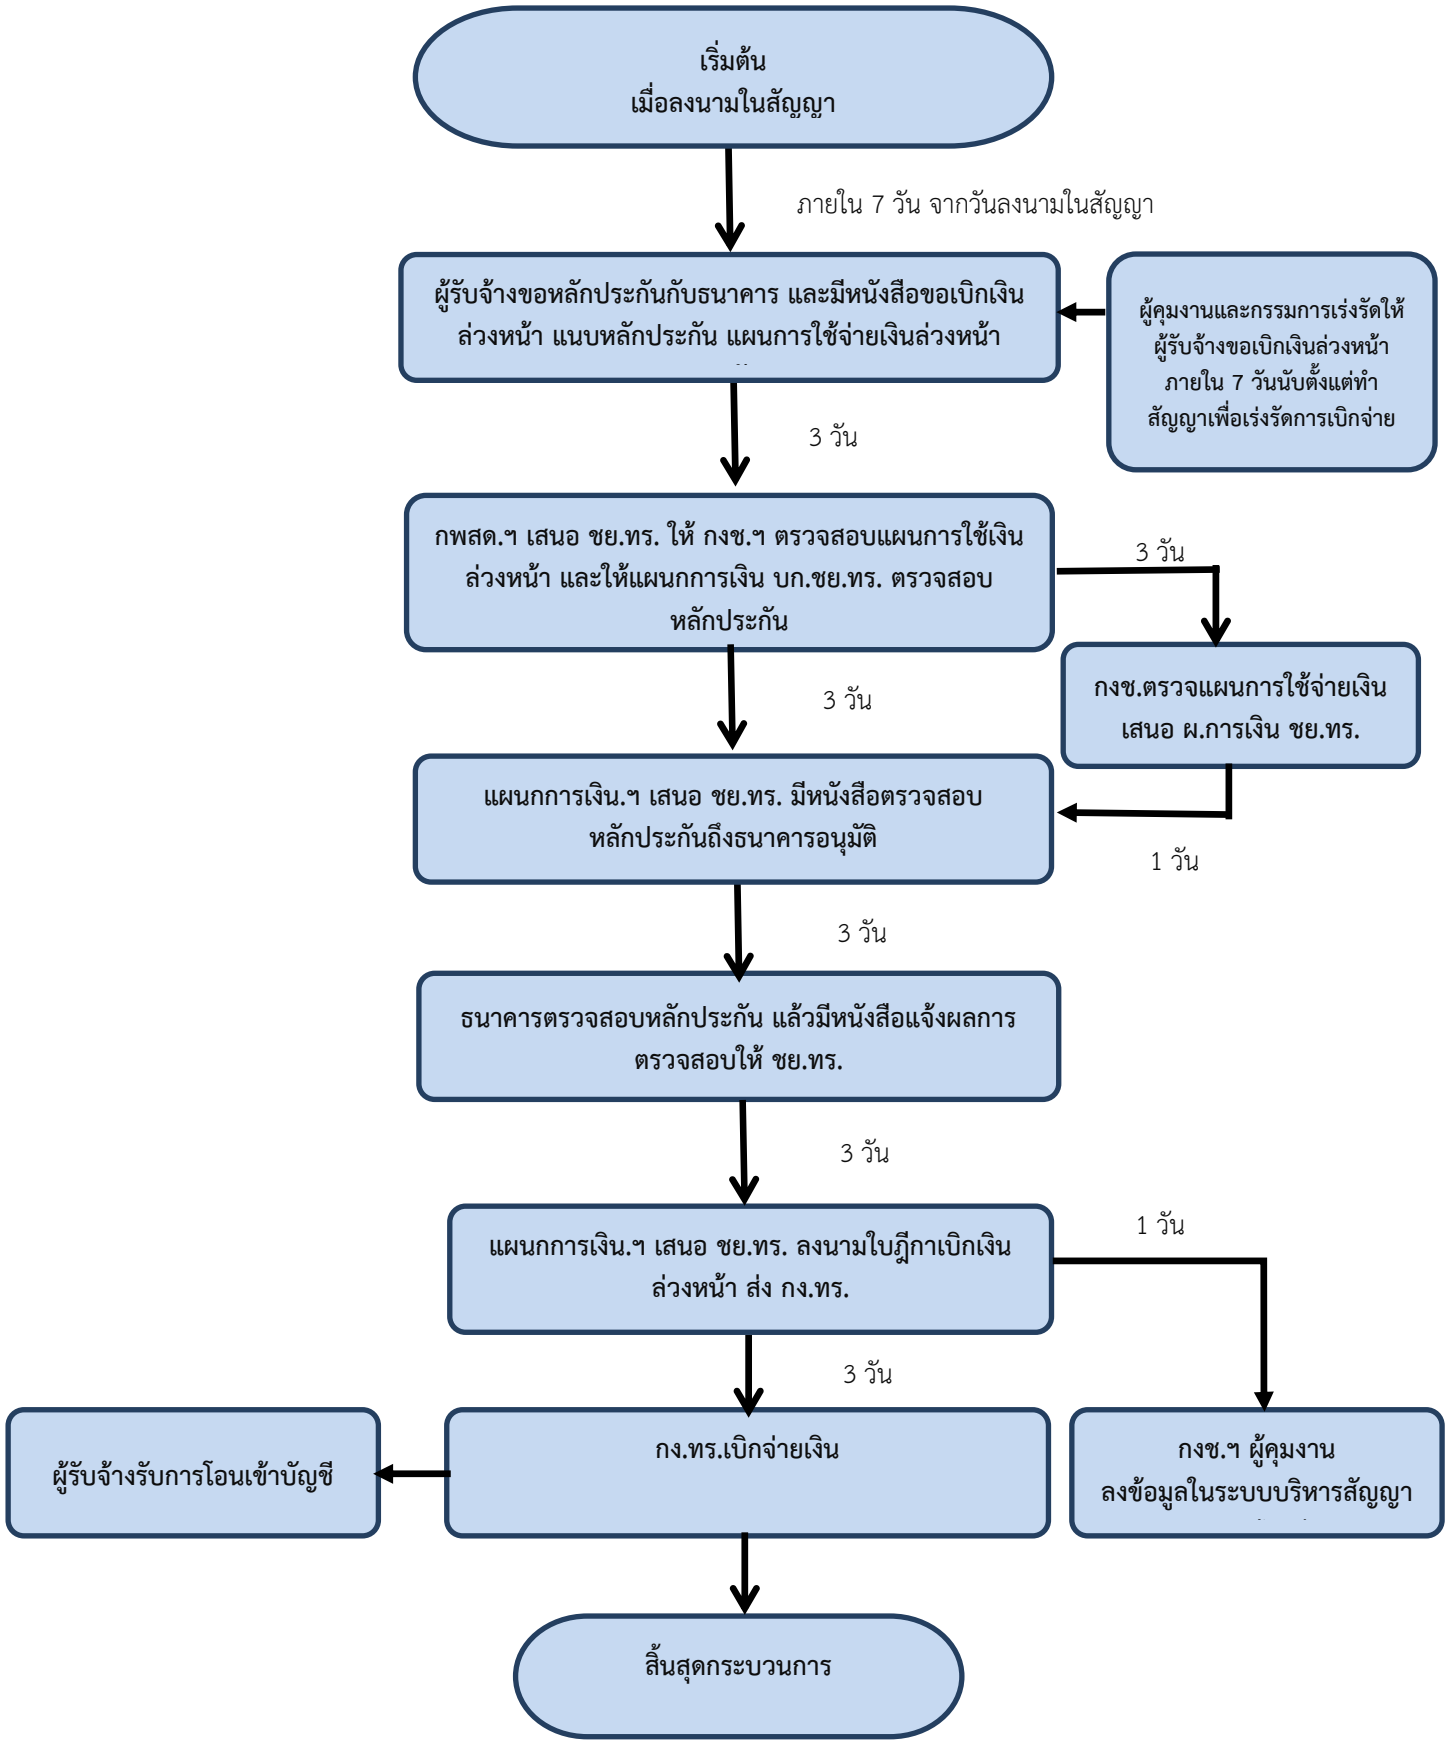 เริ่มต้น
เมื่อลงนามในสัญญา
ภายใน 7 วัน จากวันลงนามในสัญญา
ผู้รับจ้างขอหลักประกันกับธนาคาร และมีหนังสือขอเบิกเงิน
ล่วงหน้า แนบหลักประกัน แผนการใช้จ่ายเงินล่วงหน้า
ผู้คุมงานและกรรมการเร่งรัดให้
ผู้รับจ้างขอเบิกเงินล่วงหน้า
ภายใน 7 วันนับตั้งแต่ทำ
สัญญาเพื่อเร่งรัดการเบิกจ่าย
3 วัน
กพสด.ฯ เสนอ ชย.ทร. ให้ กงช.ฯ ตรวจสอบแผนการใช้เงิน
ล่วงหน้า และให้แผนกการเงิน บก.ชย.ทร. ตรวจสอบ
หลักประกัน
3 วัน
กงช.ตรวจแผนการใช้จ่ายเงิน
เสนอ ผ.การเงิน ชย.ทร.
3 วัน
แผนกการเงิน.ฯ เสนอ ชย.ทร. มีหนังสือตรวจสอบ
หลักประกันถึงธนาคารอนุมัติ
1 วัน
3 วัน
ธนาคารตรวจสอบหลักประกัน แล้วมีหนังสือแจ้งผลการ
ตรวจสอบให้ ชย.ทร.
3 วัน
แผนกการเงิน.ฯ เสนอ ชย.ทร. ลงนามใบฎีกาเบิกเงิน
ล่วงหน้า ส่ง กง.ทร.
1 วัน
3 วัน
ผู้รับจ้างรับการโอนเข้าบัญชี
กง.ทร.เบิกจ่ายเงิน
กงช.ฯ ผู้คุมงาน
ลงข้อมูลในระบบบริหารสัญญา
สิ้นสุดกระบวนการ